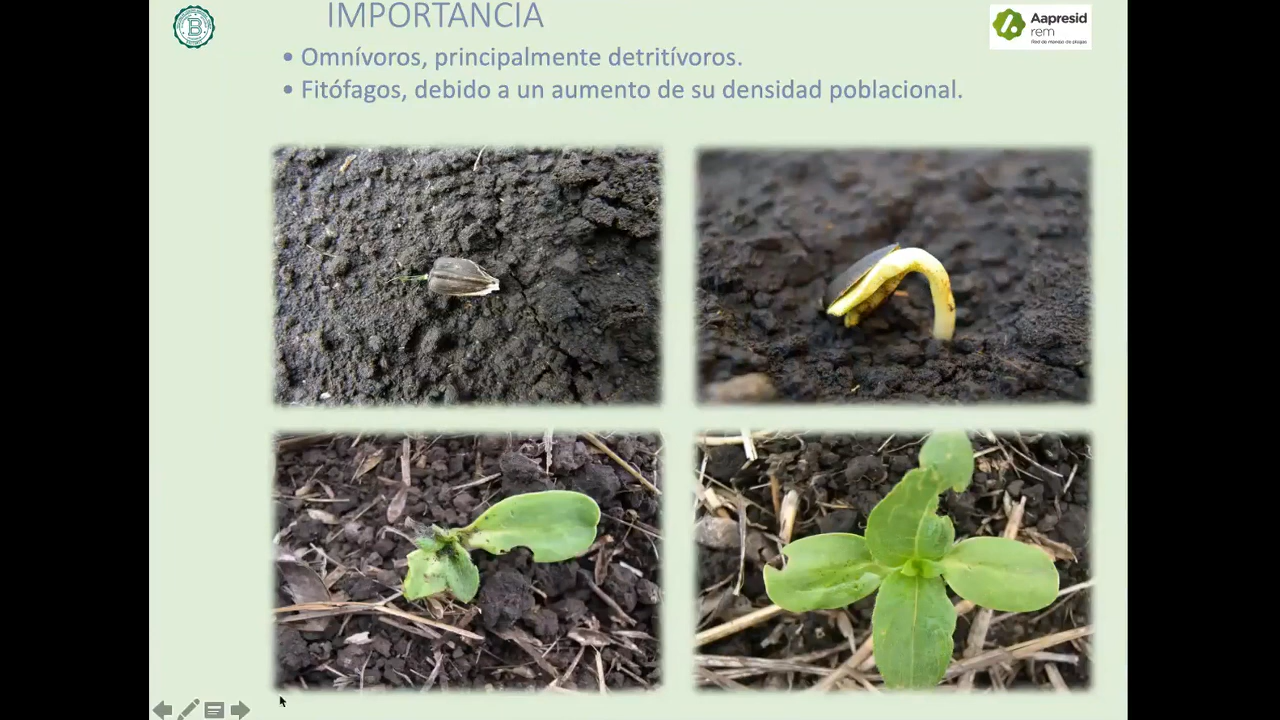 IMPORTANCIA
Aapresid
rem
Red de manejo de plagas
• Omnívoros, principalmente detritívoros.
• Fitófagos, debido a un aumento de su densidad poblacional.
B